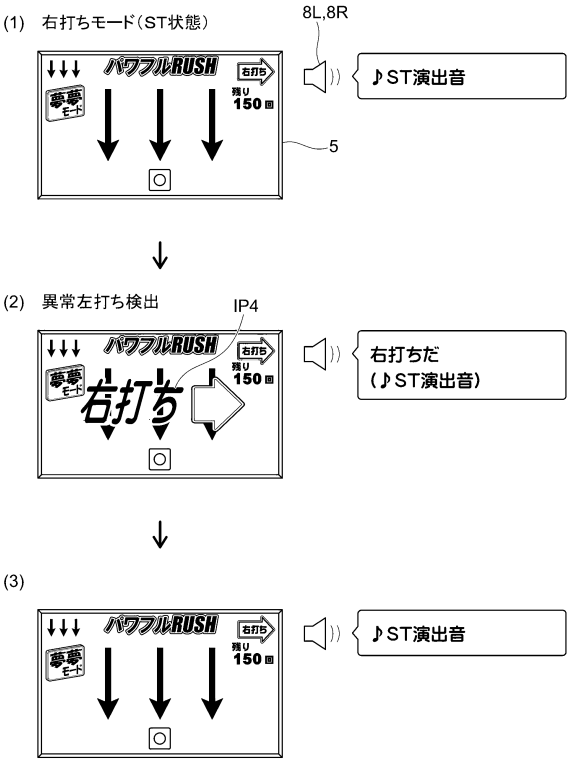 (1) 右打ちモード(ST状態)
8L,8R
パワフルRUSH
右打ち
夢夢
モード
残り
150回
♪ST演出音
5
(2) 異常左打ち検出
IP4
パワフルRUSH
右打ち
夢夢
モード
残り
150回
右打ち
右打ちだ
(♪ST演出音)
(3)
パワフルRUSH
右打ち
夢夢
モード
残り
150回
♪ST演出音